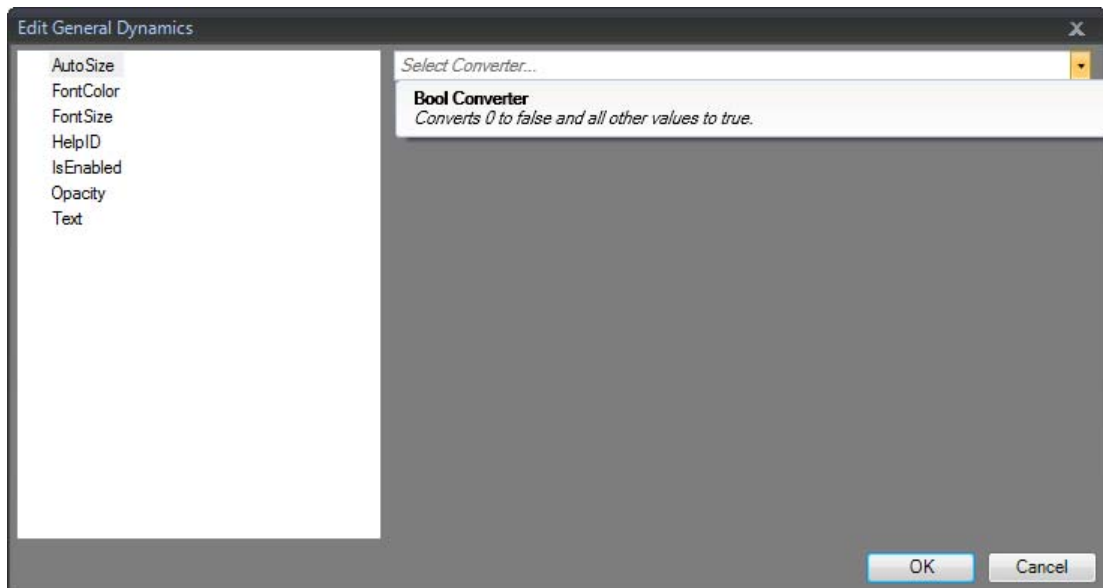 Edit General Dynamics
X
AutoSize
FontColor
FontSize
HelpID
IsEnabled
Opacity
Text
Select Converter...
Bool Converter
Converts 0 to false and all other values to true.
OK
Cancel